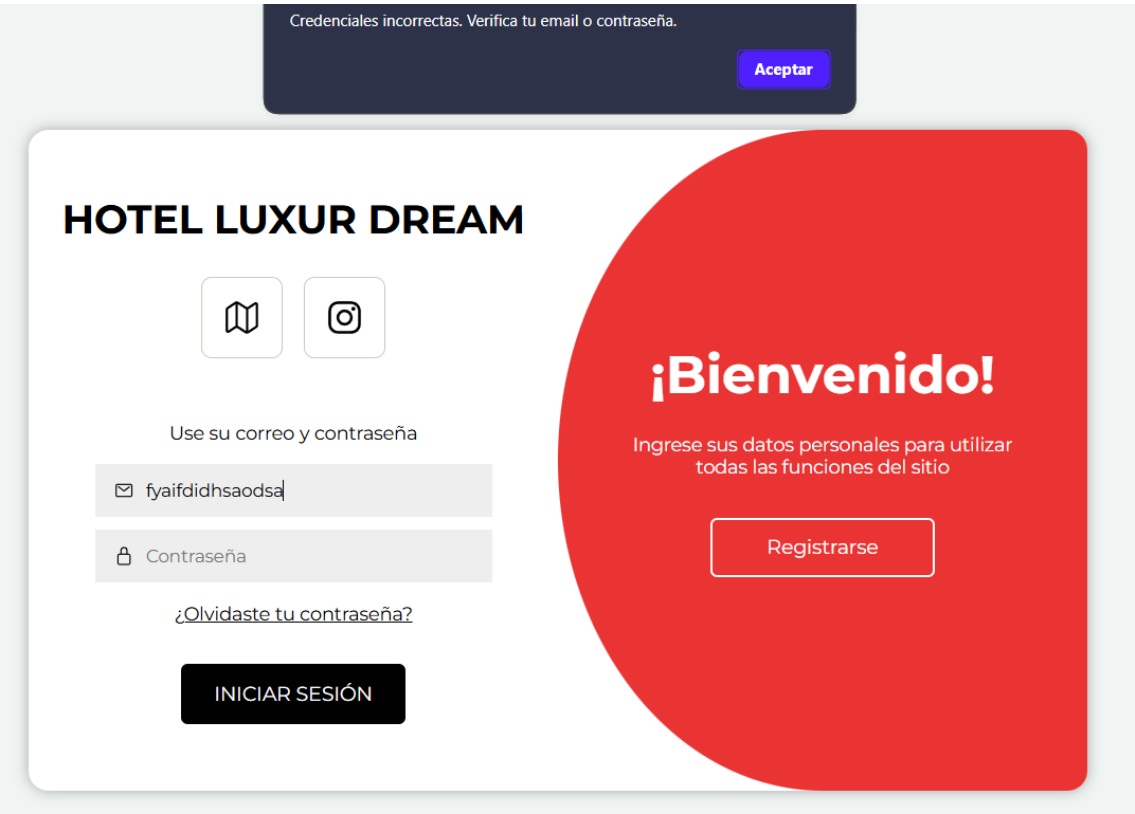 Credenciales incorrectas. Verifica tu email o contraseña.
Aceptar
HOTEL LUXUR DREAM
Use su correo y contraseña
fyaifdidhsaodsa
Contraseña
¿Olvidaste tu contraseña?
INICIAR SESIÓN
¡Bienvenido!
Ingrese sus datos personales para utilizar
todas las funciones del sitio
Registrarse